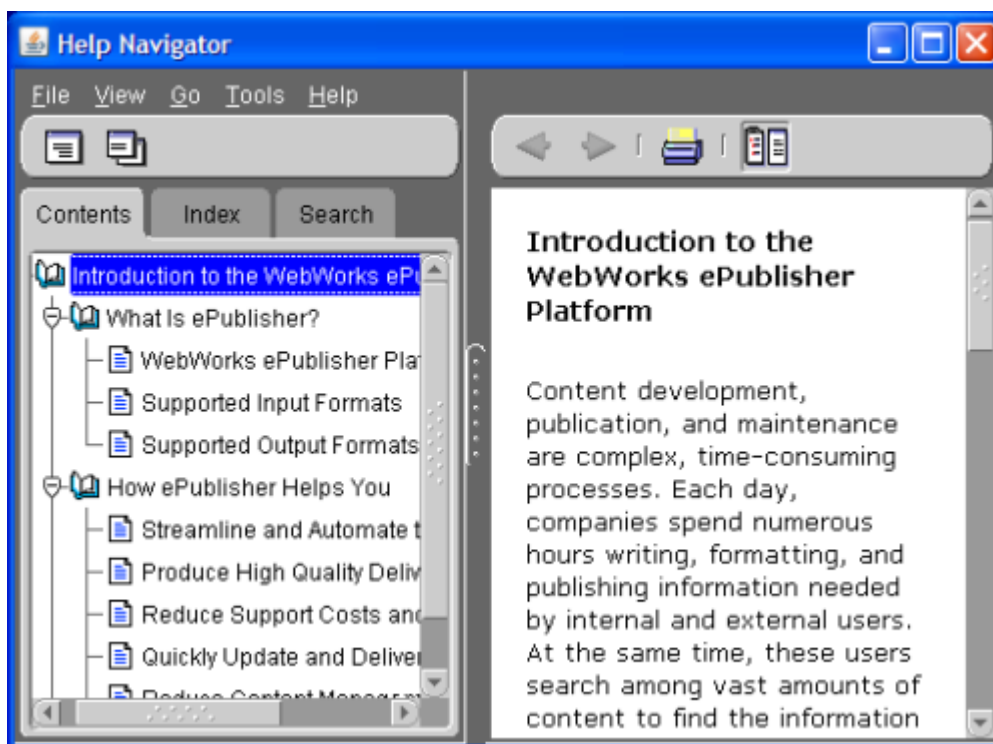 Help Navigator
File View Go Tools Help
Contents Index Search
Introduction to the WebWorks
What Is ePublisher?
WebWorks ePublisher
Supported Input Formats
Supported Output Formats
How ePublisher Helps You
Streamline and Automate
Produce High Quality
Reduce Support Costs and
Quickly Update and Deliver
Reduce Content
Introduction to the
WebWorks ePublisher
Platform
Content development,
publication, and maintenance
are complex, time-consuming
processes. Each day,
companies spend numerous
hours writing, formatting, and
publishing information needed
by internal and external users.
At the same time, these users
search among vast amounts of
content to find the information